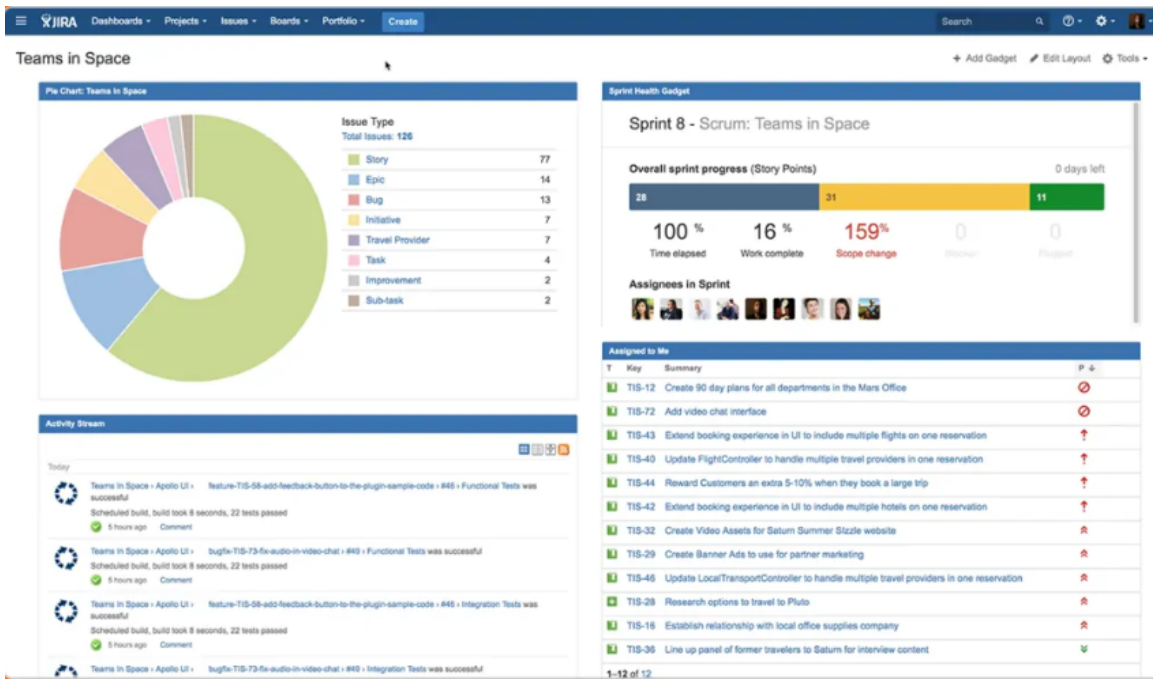 JIRA Dashboards Projects Issues Boards Portfolio Create Search
Teams in Space
Add Gadget Edit Layout Tools
Pie Chart: Teams in Space
Issue Type
Total Issues: 126
Story 77
Epic 14
Bug 13
Initiative 7
Travel Provider 7
Task 4
Improvement 2
Sub-task 2
Activity Stream
Today
Teams in Space › Apollo UI › feature-TIS-58-add-feedback-button-to-the-plugin-sample-code › #46 › Functional Tests was
successful
Scheduled build, build took 8 seconds, 22 tests passed
5 hours ago Comment
Teams in Space › Apollo UI › bugfix-TIS-73-fix-audio-in-video-chat › #49 › Functional Tests was successful
Scheduled build, build took 8 seconds, 22 tests passed
5 hours ago Comment
Teams in Space › Apollo UI › feature-TIS-58-add-feedback-button-to-the-plugin-sample-code › #46 › Integration Tests was
successful
Scheduled build, build took 8 seconds, 22 tests passed
5 hours ago Comment
Teams in Space › Apollo UI › bugfix-TIS-73-fix-audio-in-video-chat › #49 › Integration Tests was successful
Sprint Health Gadget
Sprint 8 - Scrum: Teams in Space
Overall sprint progress (Story Points) 0 days left
28 31 11
100 % 16 % 159% 0 0
Time elapsed Work complete Scope change
Assignees in Sprint
Assigned to Me
T Key Summary P
TIS-12 Create 90 day plans for all departments in the Mars Office
TIS-72 Add video chat interface
TIS-43 Extend booking experience in UI to include multiple flights on one reservation
TIS-40 Update FlightController to handle multiple travel providers in one reservation
TIS-44 Reward Customers an extra 5-10% when they book a large trip
TIS-42 Extend booking experience in UI to include multiple hotels on one reservation
TIS-32 Create Video Assets for Saturn Summer Sizzle website
TIS-29 Create Banner Ads to use for partner marketing
TIS-46 Update LocalTransportController to handle multiple travel providers in one reservation
TIS-28 Research options to travel to Pluto
TIS-16 Establish relationship with local office supplies company
TIS-36 Line up panel of former travelers to Saturn for interview content
1–12 of 12